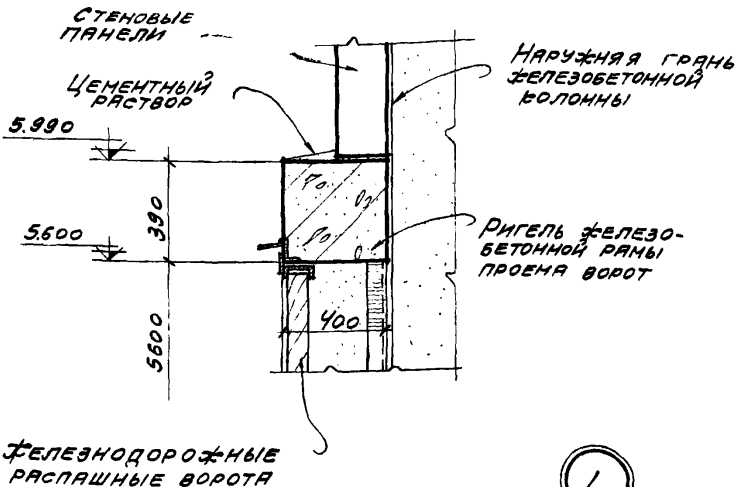 Стеновые
панели
Наружняя грань
железобетонной
колонны
Цементный
раствор
5.990
390
5.600
Ригель железо-
бетонной рамы
проема ворот
400
5600
Железнодорожные
распашные ворота
1